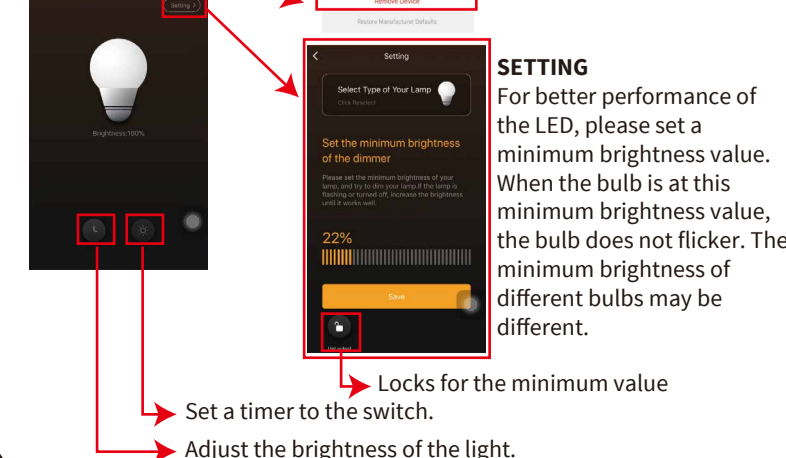 Setting >
Remove Device
Restore Manufacturer Defaults
Brightness:100%
Setting
Select Type of Your Lamp
Click Reselect
Set the minimum brightness
of the dimmer
Please set the minimum brightness of your
lamp, and try to dim your lamp.If the lamp is
flashing or turned off, increase the brightness
until it works well.
22%
Save
Unlocked
SETTING
For better performance of
the LED, please set a
minimum brightness value.
When the bulb is at this
minimum brightness value,
the bulb does not flicker. The
minimum brightness of
different bulbs may be
different.
Locks for the minimum value
Set a timer to the switch.
Adjust the brightness of the light.